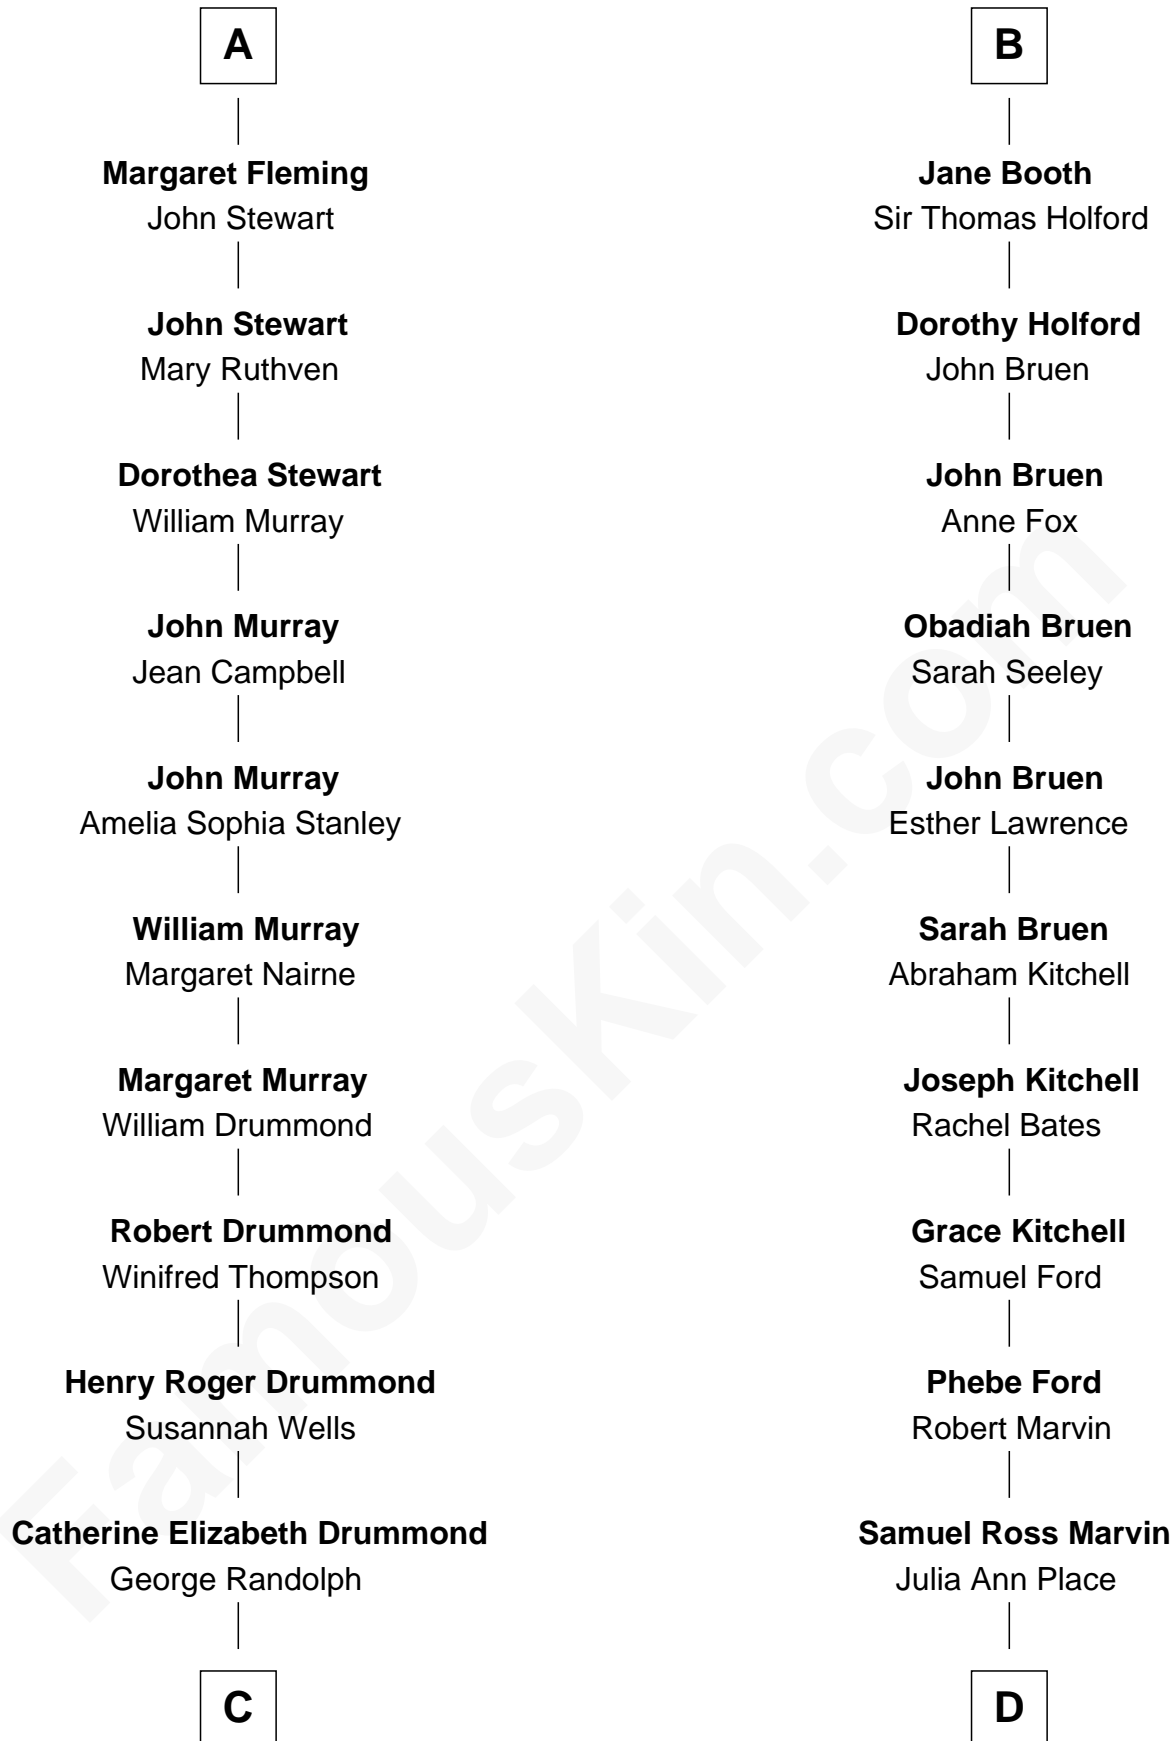 A
Margaret Fleming
John Stewart
John Stewart
Mary Ruthven
Dorothea Stewart
William Murray
John Murray
Jean Campbell
John Murray
Amelia Sophia Stanley
William Murray
Margaret Nairne
Margaret Murray
William Drummond
Robert Drummond
Winifred Thompson
Henry Roger Drummond
Susannah Wells
Catherine Elizabeth Drummond
George Randolph
C
B
Jane Booth
Sir Thomas Holford
Dorothy Holford
John Bruen
John Bruen
Anne Fox
Obadiah Bruen
Sarah Seeley
John Bruen
Esther Lawrence
Sarah Bruen
Abraham Kitchell
Joseph Kitchell
Rachel Bates
Grace Kitchell
Samuel Ford
Phebe Ford
Robert Marvin
Samuel Ross Marvin
Julia Ann Place
D
FamousKin.com